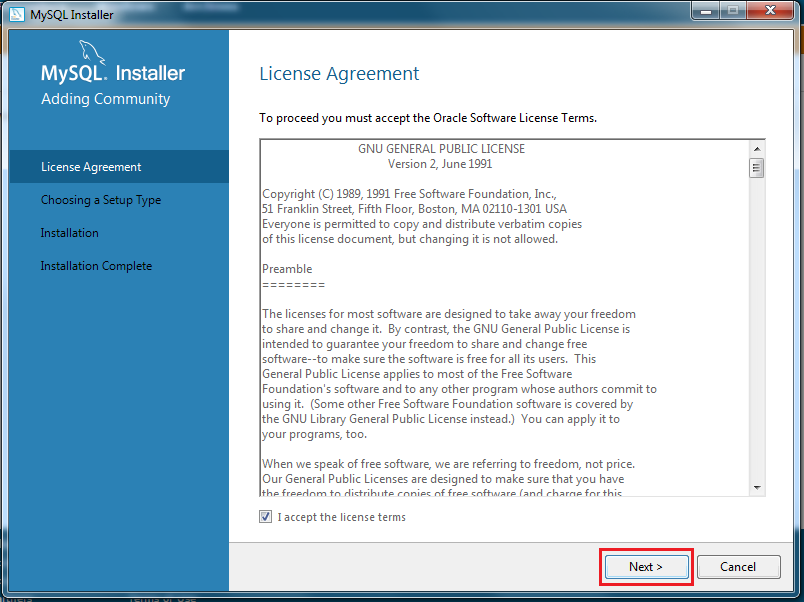 MySQL Installer
MySQL. Installer
Adding Community
License Agreement
Choosing a Setup Type
Installation
Installation Complete
License Agreement
To proceed you must accept the Oracle Software License Terms.
GNU GENERAL PUBLIC LICENSE
Version 2, June 1991
Copyright (C) 1989, 1991 Free Software Foundation, Inc.,
51 Franklin Street, Fifth Floor, Boston, MA 02110-1301 USA
Everyone is permitted to copy and distribute verbatim copies
of this license document, but changing it is not allowed.
Preamble
========
The licenses for most software are designed to take away your freedom
to share and change it.  By contrast, the GNU General Public License is
intended to guarantee your freedom to share and change free
software--to make sure the software is free for all its users.  This
General Public License applies to most of the Free Software
Foundation's software and to any other program whose authors commit to
using it.  (Some other Free Software Foundation software is covered by
the GNU Library General Public License instead.)  You can apply it to
your programs, too.
When we speak of free software, we are referring to freedom, not price.
Our General Public Licenses are designed to make sure that you have
the freedom to distribute copies of free software (and charge for this
I accept the license terms
Next >
Cancel
Terms of Use